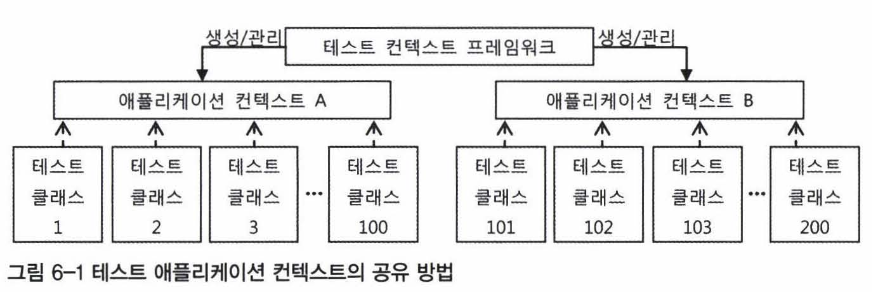 생성/관리 테스트 컨텍스트 프레임워크 생성/관리
애플리케이션 컨텍스트 A 애플리케이션 컨텍스트 B
테스트 테스트 테스트 테스트 테스트 테스트 테스트 테스트
클래스 클래스 클래스 ... 클래스 클래스 클래스 클래스 ... 클래스
1 2 3 100 101 102 103 200
그림 6-1 테스트 애플리케이션 컨텍스트의 공유 방법